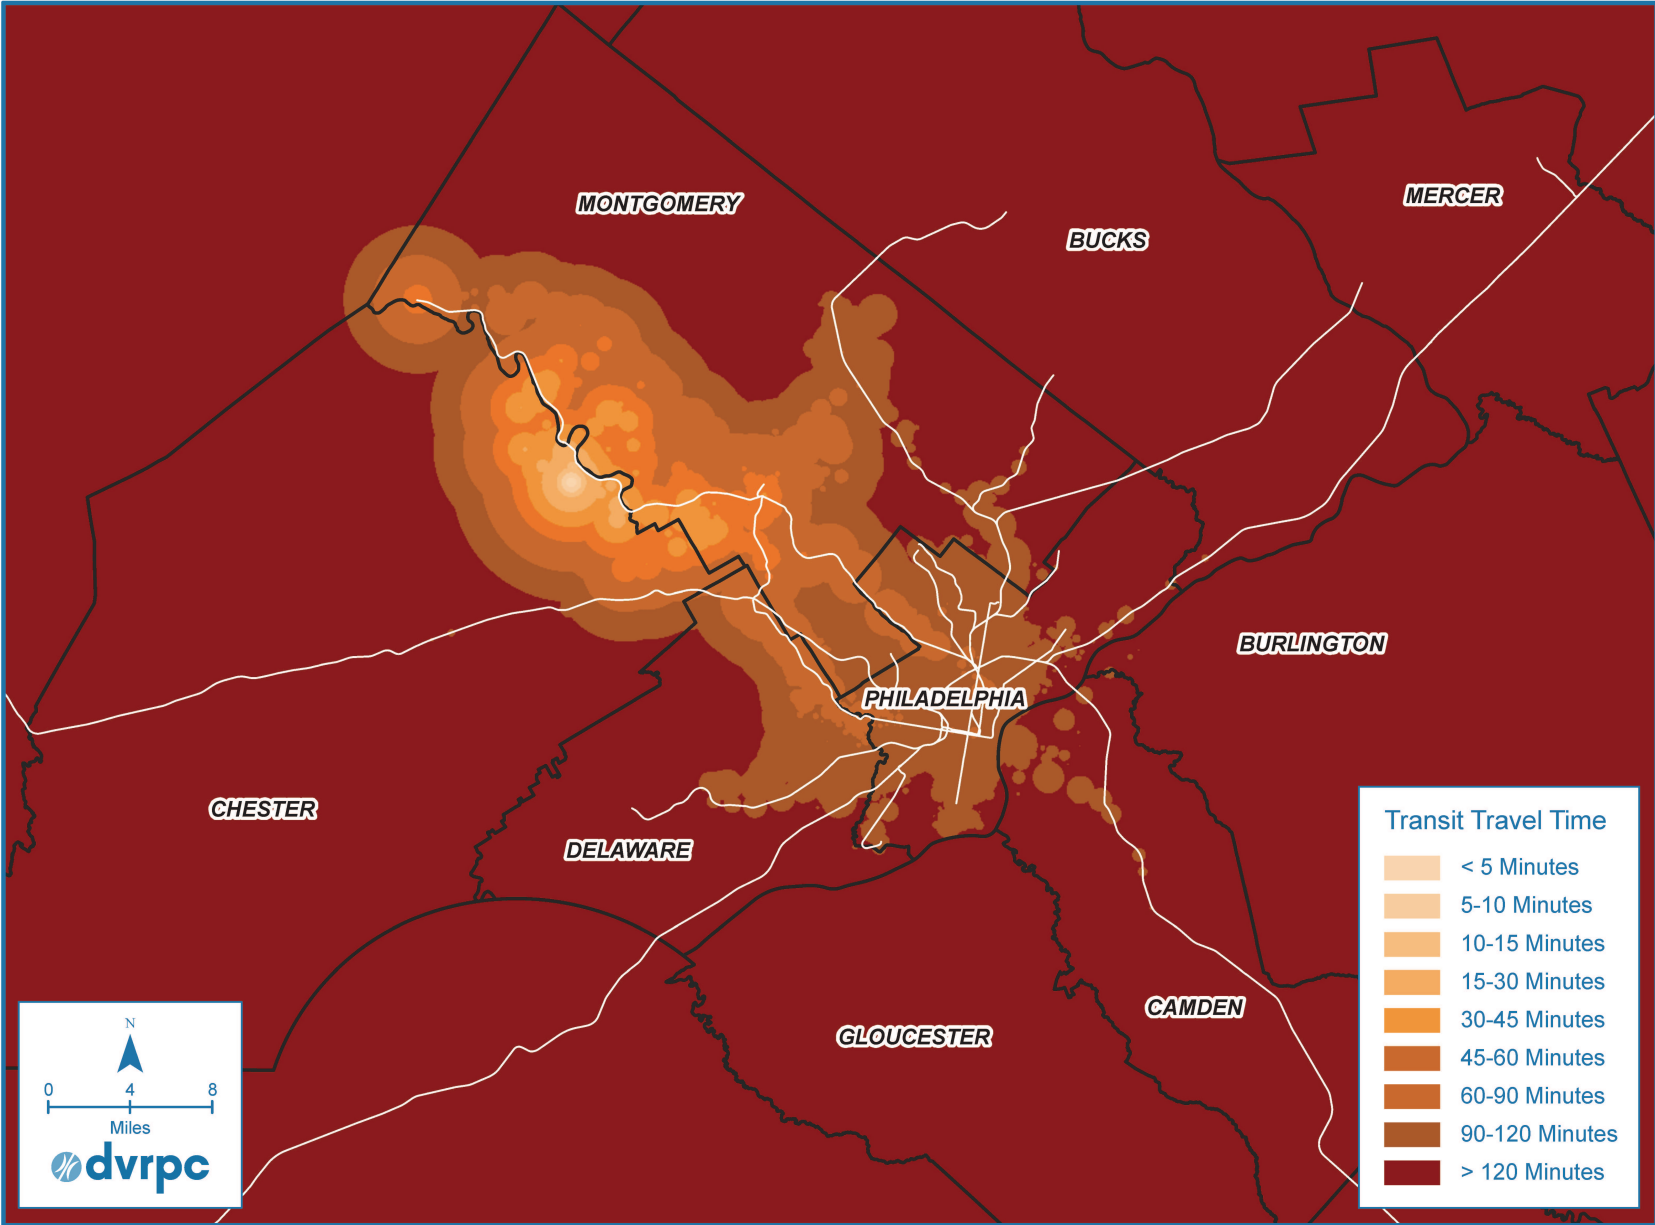 MONTGOMERY
MERCER
BUCKS
BURLINGTON
PHILADELPHIA
CHESTER
DELAWARE
CAMDEN
GLOUCESTER
Transit Travel Time
< 5 Minutes
5-10 Minutes
10-15 Minutes
15-30 Minutes
30-45 Minutes
45-60 Minutes
60-90 Minutes
90-120 Minutes
> 120 Minutes
N
0 4 8
Miles
dvrpc